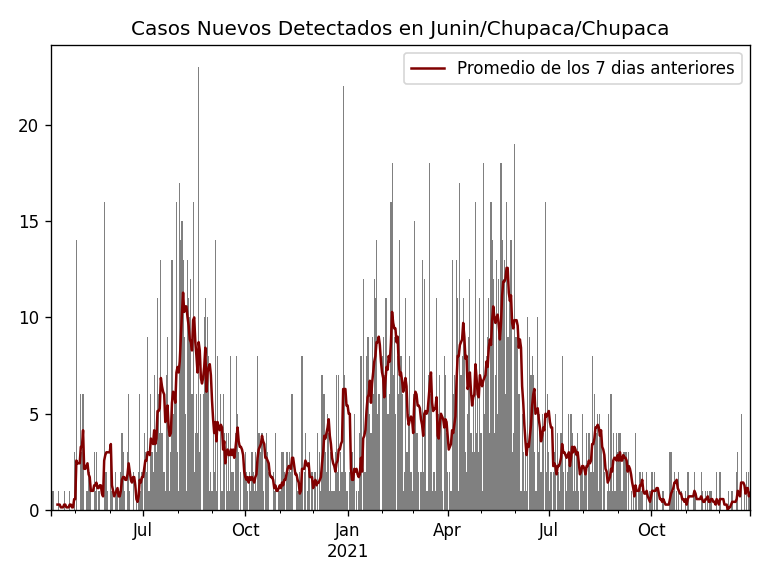 Casos Nuevos Detectados en Junin/Chupaca/Chupaca
Promedio de los 7 dias anteriores
20
15
10
5
0
Jul
Oct
Jan
2021
Apr
Jul
Oct